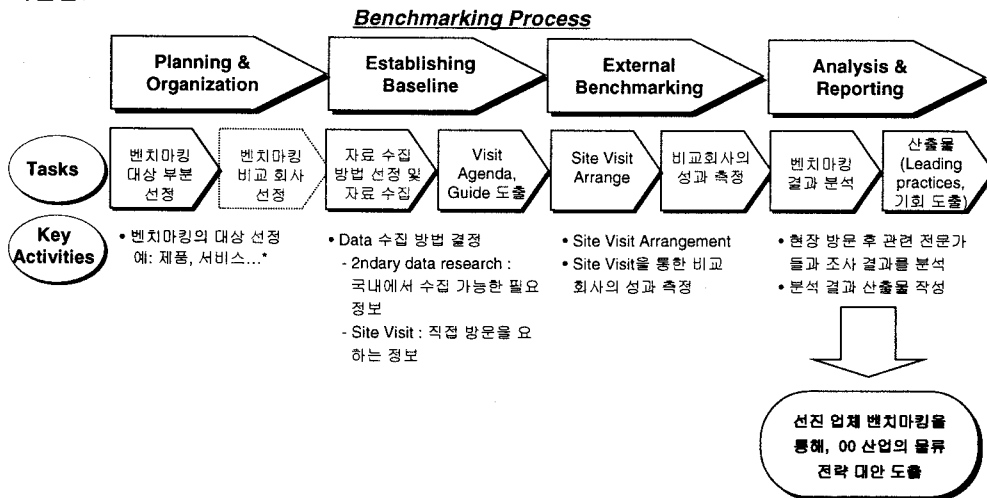 Benchmarking Process
Planning &
Organization
Establishing
Baseline
External
Benchmarking
Analysis &
Reporting
Tasks
벤치마킹
대상 부분
선정
벤치마킹
비교 회사
선정
자료 수집
방법 선정 및
자료 수집
Visit
Agenda,
Guide 도출
Site Visit
Arrange
비교회사의
성과 측정
벤치마킹
결과 분석
산출물
(Leading
practices,
기회 도출)
Key
Activities
• 벤치마킹의 대상 선정
예: 제품, 서비스...*
• Data 수집 방법 결정
- 2ndary data research :
국내에서 수집 가능한 필요
정보
- Site Visit : 직접 방문을 요
하는 정보
• Site Visit Arrangement
• Site Visit을 통한 비교
회사의 성과 측정
• 현장 방문 후 관련 전문가
들과 조사 결과를 분석
• 분석 결과 산출물 작성
선진 업체 벤치마킹을
통해, 00 산업의 물류
전략 대안 도출